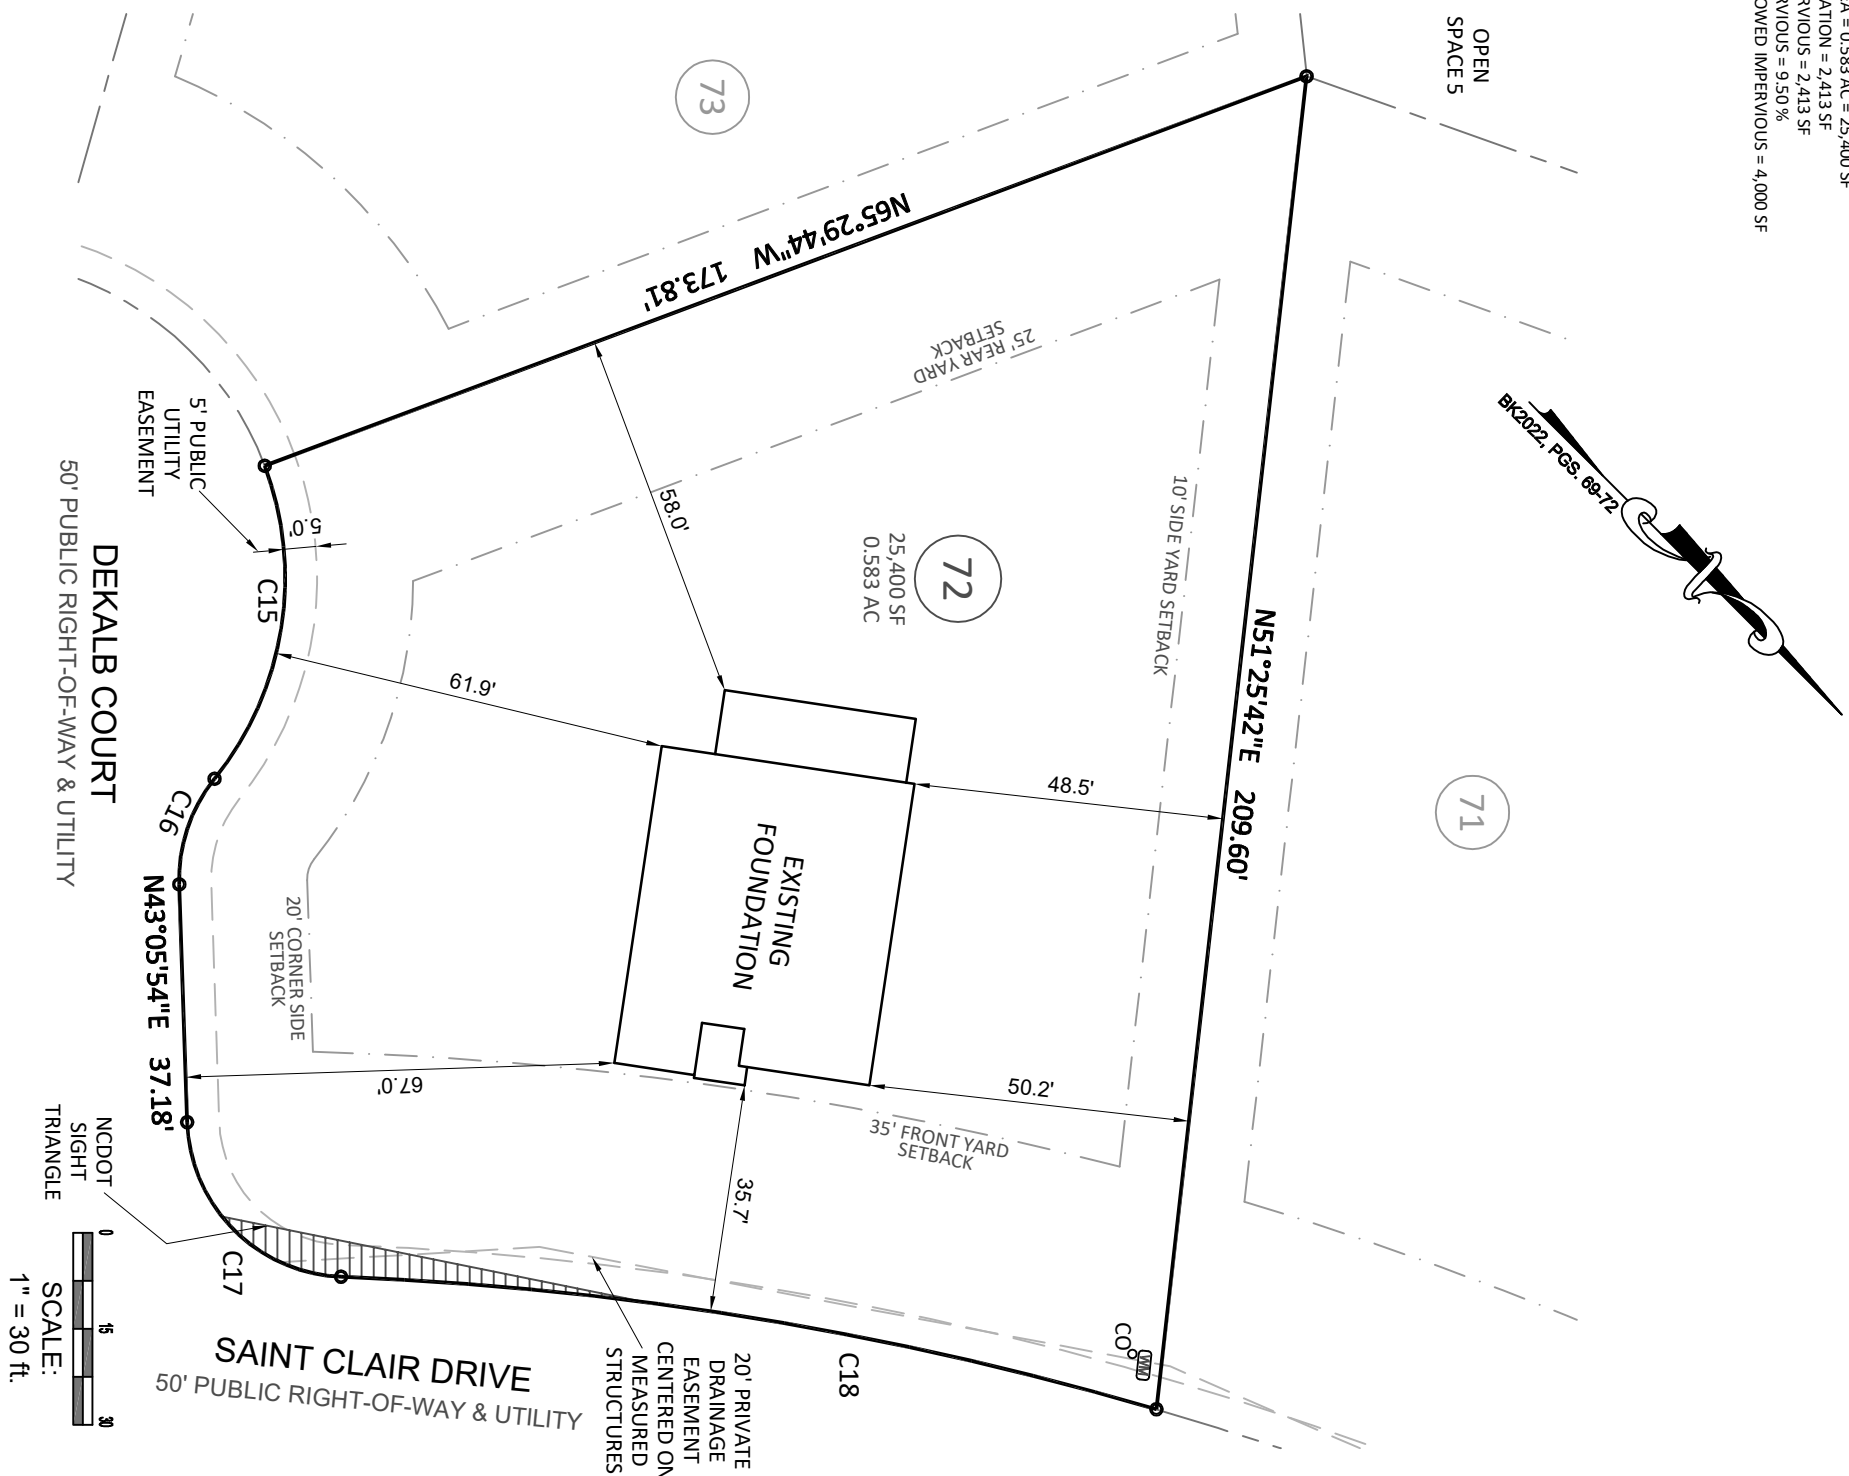 = 0.583 AC = 25,400 SF
ATION = 2,413 SF
RVIOUS = 2,413 SF
RVIOUS = 9.50 %
OWED IMPERVIOUS = 4,000 SF
OPEN
SPACE 5
73
N65°29'44"W 173.81'
25' REAR YARD
SETBACK
BK2022, PGS. 69-72
10' SIDE YARD SETBACK
N51°25'42"E 209.60'
71
72
25,400 SF
0.583 AC
58.0'
5' PUBLIC
UTILITY
EASEMENT
5.0'
C15
61.9'
48.5'
DEKALB COURT
50' PUBLIC RIGHT-OF-WAY & UTILITY
C16
EXISTING
FOUNDATION
N43°05'54"E 37.18'
20' CORNER SIDE
SETBACK
67.0'
50.2'
35' FRONT YARD
SETBACK
35.7'
NCDOT
SIGHT
TRIANGLE
C17
0 15 30
SCALE:
1" = 30 ft.
SAINT CLAIR DRIVE
50' PUBLIC RIGHT-OF-WAY & UTILITY
20' PRIVATE
DRAINAGE
EASEMENT
CENTERED ON
MEASURED
STRUCTURES
C18
CO
WM